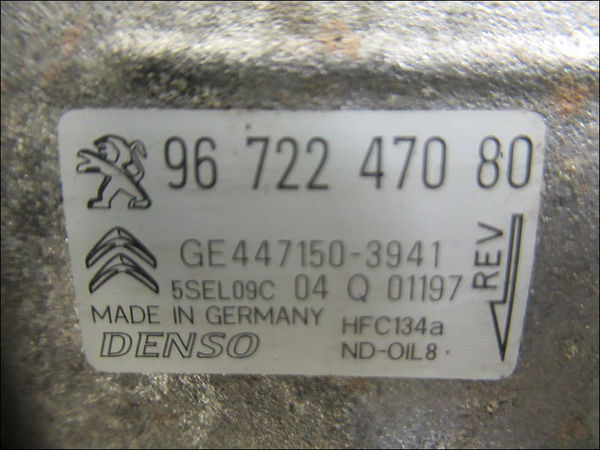 96 722 470 80
GE447150-3941
5SEL09C 04 Q 01197
MADE IN GERMANY HFC134a
DENSO ND-OIL8
REV